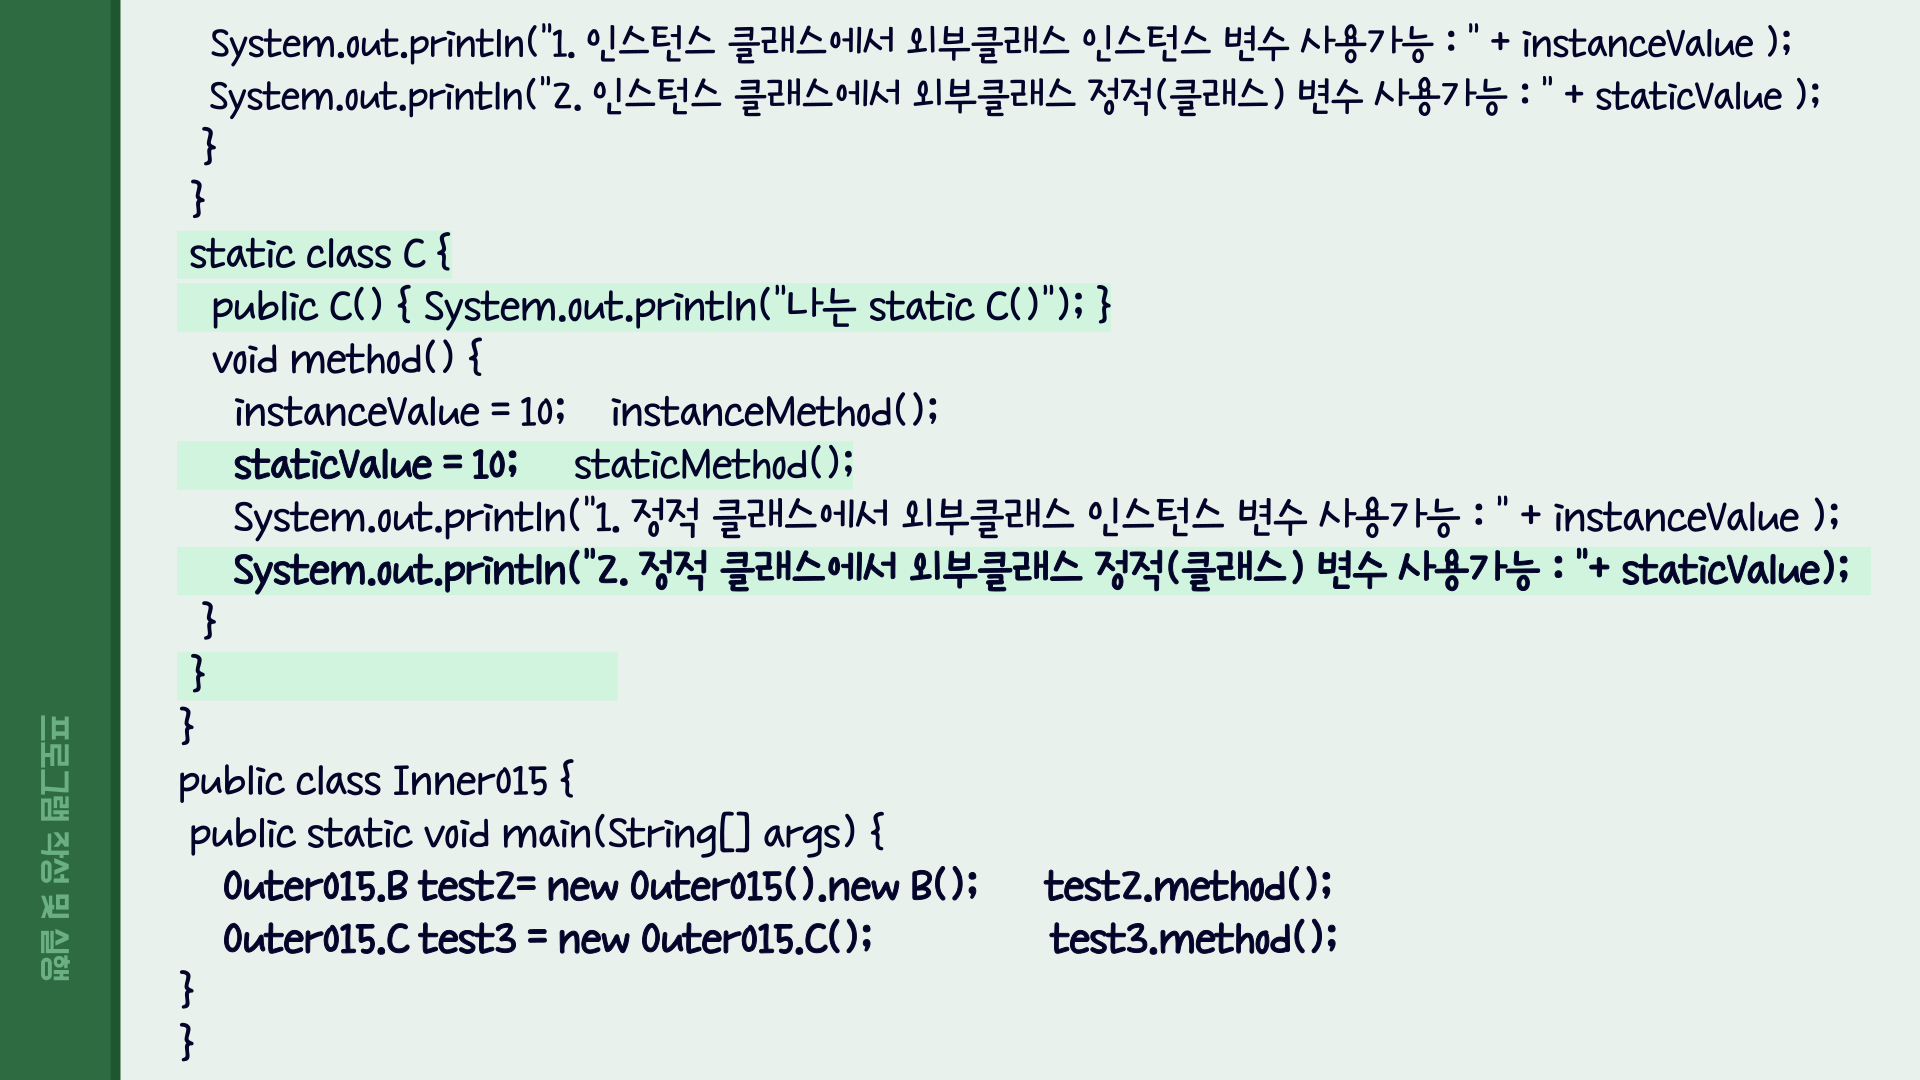 System.out.println("1. 인스턴스 클래스에서 외부클래스 인스턴스 변수 사용가능 : " + instanceValue );
System.out.println("2. 인스턴스 클래스에서 외부클래스 정적(클래스) 변수 사용가능 : " + staticValue );
}
}
static class C {
public C() { System.out.println("나는 static C()"); }
void method() {
instanceValue = 10; instanceMethod();
staticValue = 10; staticMethod();
System.out.println("1. 정적 클래스에서 외부클래스 인스턴스 변수 사용가능 : " + instanceValue );
System.out.println("2. 정적 클래스에서 외부클래스 정적(클래스) 변수 사용가능 : "+ staticValue);
}
}
}
public class Inner015 {
public static void main(String[] args) {
Outer015.B test2= new Outer015().new B(); test2.method();
Outer015.C test3 = new Outer015.C(); test3.method();
}
}
프로그램 작성 및 실행